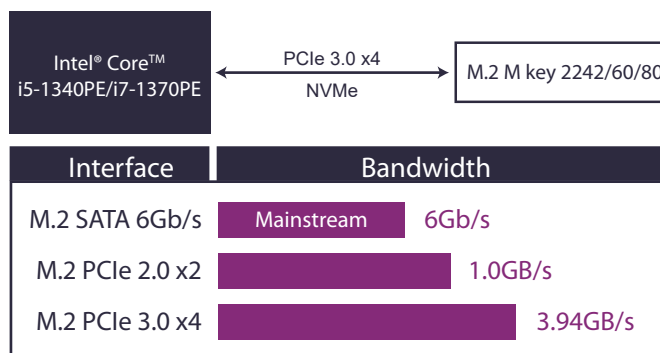 Intel® Core™
i5-1340PE/i7-1370PE
PCIe 3.0 x4
NVMe
M.2 M key 2242/60/80
Interface
Bandwidth
M.2 SATA 6Gb/s
Mainstream
6Gb/s
M.2 PCIe 2.0 x2
1.0GB/s
M.2 PCIe 3.0 x4
3.94GB/s